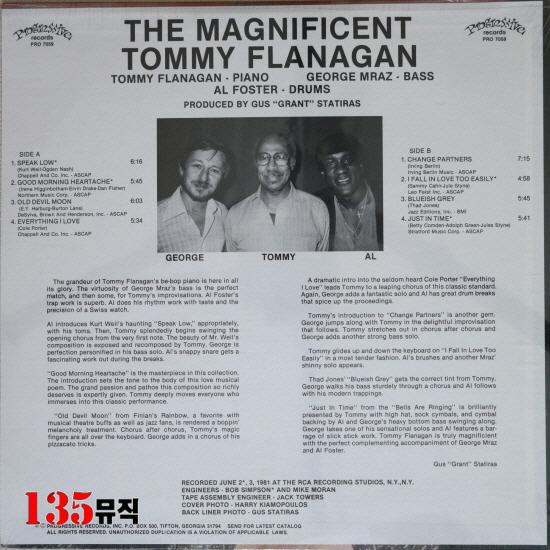 Progressive
records
PRO 7059
THE MAGNIFICENT
TOMMY FLANAGAN
TOMMY FLANAGAN - PIANO GEORGE MRAZ - BASS
AL FOSTER - DRUMS
PRODUCED BY GUS "GRANT" STATIRAS
Progressive
records
PRO 7059
SIDE A
1. SPEAK LOW* 6:16
(Kurt Weil-Ogden Nash)
Chappell And Co. Inc. - ASCAP
2. GOOD MORNING HEARTACHE* 5:45
(Irene Higginbotham-Ervin Drake-Dan Fisher)
Northern Music Corp. - ASCAP
3. OLD DEVIL MOON 6:03
(E.Y. Harburg-Burton Lane)
DeSylva, Brown And Henderson, Inc. - ASCAP
4. EVERYTHING I LOVE 5:34
(Cole Porter)
Chappell And Co. Inc. - ASCAP
GEORGE TOMMY AL
SIDE B
1. CHANGE PARTNERS 7:15
(Irving Berlin)
Irving Berlin Music - ASCAP
2. I FALL IN LOVE TOO EASILY* 4:58
(Sammy Cahn-Jule Styne)
Leo Feist Inc. - ASCAP
3. BLUEISH GREY 5:45
(Thad Jones)
Jazz Editions, Inc. - BMI
4. JUST IN TIME* 5:41
(Betty Comden-Adolph Green-Jules Styne)
Stratford Music Corp. - ASCAP
The grandeur of Tommy Flanagan's be-bop piano is here in all
its glory. The virtuosity of George Mraz's bass is the perfect
match, and then some, for Tommy's improvisations. Al Foster's
trap work is superb. Al does his rhythm work with taste and the
precision of a Swiss watch.
Al introduces Kurt Weil's haunting "Speak Low," appropriately,
with his toms. Then, Tommy splendedly begins swinging the
opening chorus from the very first note. The beauty of Mr. Weil's
composition is exposed and recomposed by Tommy. George is
perfection personified in his bass solo. Al's snappy snare gets a
fascinating work out during the breaks.
"Good Morning Heartache" is the masterpiece in this collection.
The introduction sets the tone to the body of this love musical
poem. The grand passion and pathos this composition so richly
deserves is expertly given. Tommy deeply moves everyone who
immerses into this classic performance.
"Old Devil Moon" from Finian's Rainbow, a favorite with
musical theatre buffs as well as jazz fans, is rendered a boppin'
melancholy treatment. Chorus after chorus, Tommy's magic
fingers are all over the keyboard. George adds in a chorus of his
pizzacato tricks.
A dramatic intro into the seldom heard Cole Porter "Everything
I Love" leads Tommy to a leaping chorus of this classic standard.
Again, George adds a fantastic solo and Al has great drum breaks
that spice up the proceedings.
Tommy's introduction to "Change Partners" is another gem.
George jumps along with Tommy in the delightful improvisation
that follows. Tommy stretches out in chorus after chorus and
George adds another strong bass solo.
Tommy glides up and down the keyboard on "I Fall In Love Too
Easily" in a most tender fashion. Al's brushes and another Mraz'
shinny solo appears.
Thad Jones' "Blueish Grey" gets the correct tint from Tommy.
George walks his bass sturdely through a chorus and Al follows
with his modern trappings.
"Just in Time" from the "Bells Are Ringing" is brilliantly
presented by Tommy with high hat, sock cymbals, and cymbal
backing by Al and George's heavy bottom bass swinging along.
George takes one of his sensational solos and Al features a bar-
rage of slick stick work. Tommy Flanagan is truly magnificent
with the perfect complementing accompaniment of George Mraz
and Al Foster.
Gus "Grant" Statiras
RECORDED JUNE 2*, 3, 1981 AT THE RCA RECORDING STUDIOS, N.Y., N.Y.
ENGINEERS - BOB SIMPSON* AND MIKE MORAN
TAPE ASSEMBLY ENGINEER - JACK TOWERS
COVER PHOTO - HARRY KIAMOPOULOS
BACK LINER PHOTO - GUS STATIRAS
135뮤직
PROGRESSIVE RECORDS, INC. P.O. BOX 500, TIFTON, GEORGIA 31794 SEND FOR LATEST CATALOG
ALL RIGHTS RESERVED. UNAUTHORIZED DUPLICATION IS A VIOLATION OF APPLICABLE LAWS.